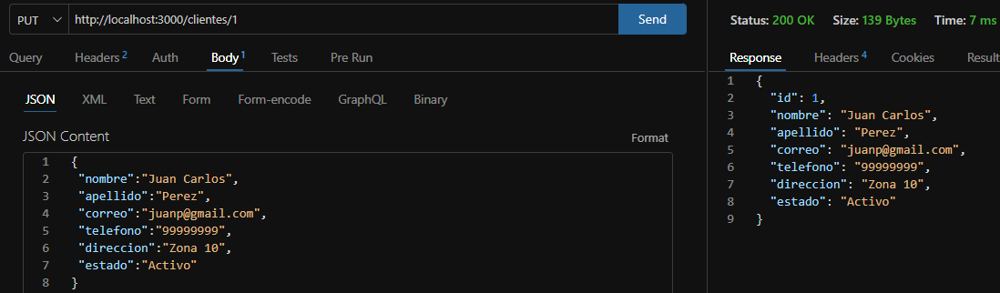 PUT http://localhost:3000/clientes/1 Send
Query Headers 2 Auth Body 1 Tests Pre Run
JSON XML Text Form Form-encode GraphQL Binary
JSON Content Format
1 {
2 "nombre":"Juan Carlos",
3 "apellido":"Perez",
4 "correo":"juanp@gmail.com",
5 "telefono":"99999999",
6 "direccion":"Zona 10",
7 "estado":"Activo"
8 }
Status: 200 OK Size: 139 Bytes Time: 7 ms
Response Headers 4 Cookies Result
1 {
2 "id": 1,
3 "nombre": "Juan Carlos",
4 "apellido": "Perez",
5 "correo": "juanp@gmail.com",
6 "telefono": "99999999",
7 "direccion": "Zona 10",
8 "estado": "Activo"
9 }